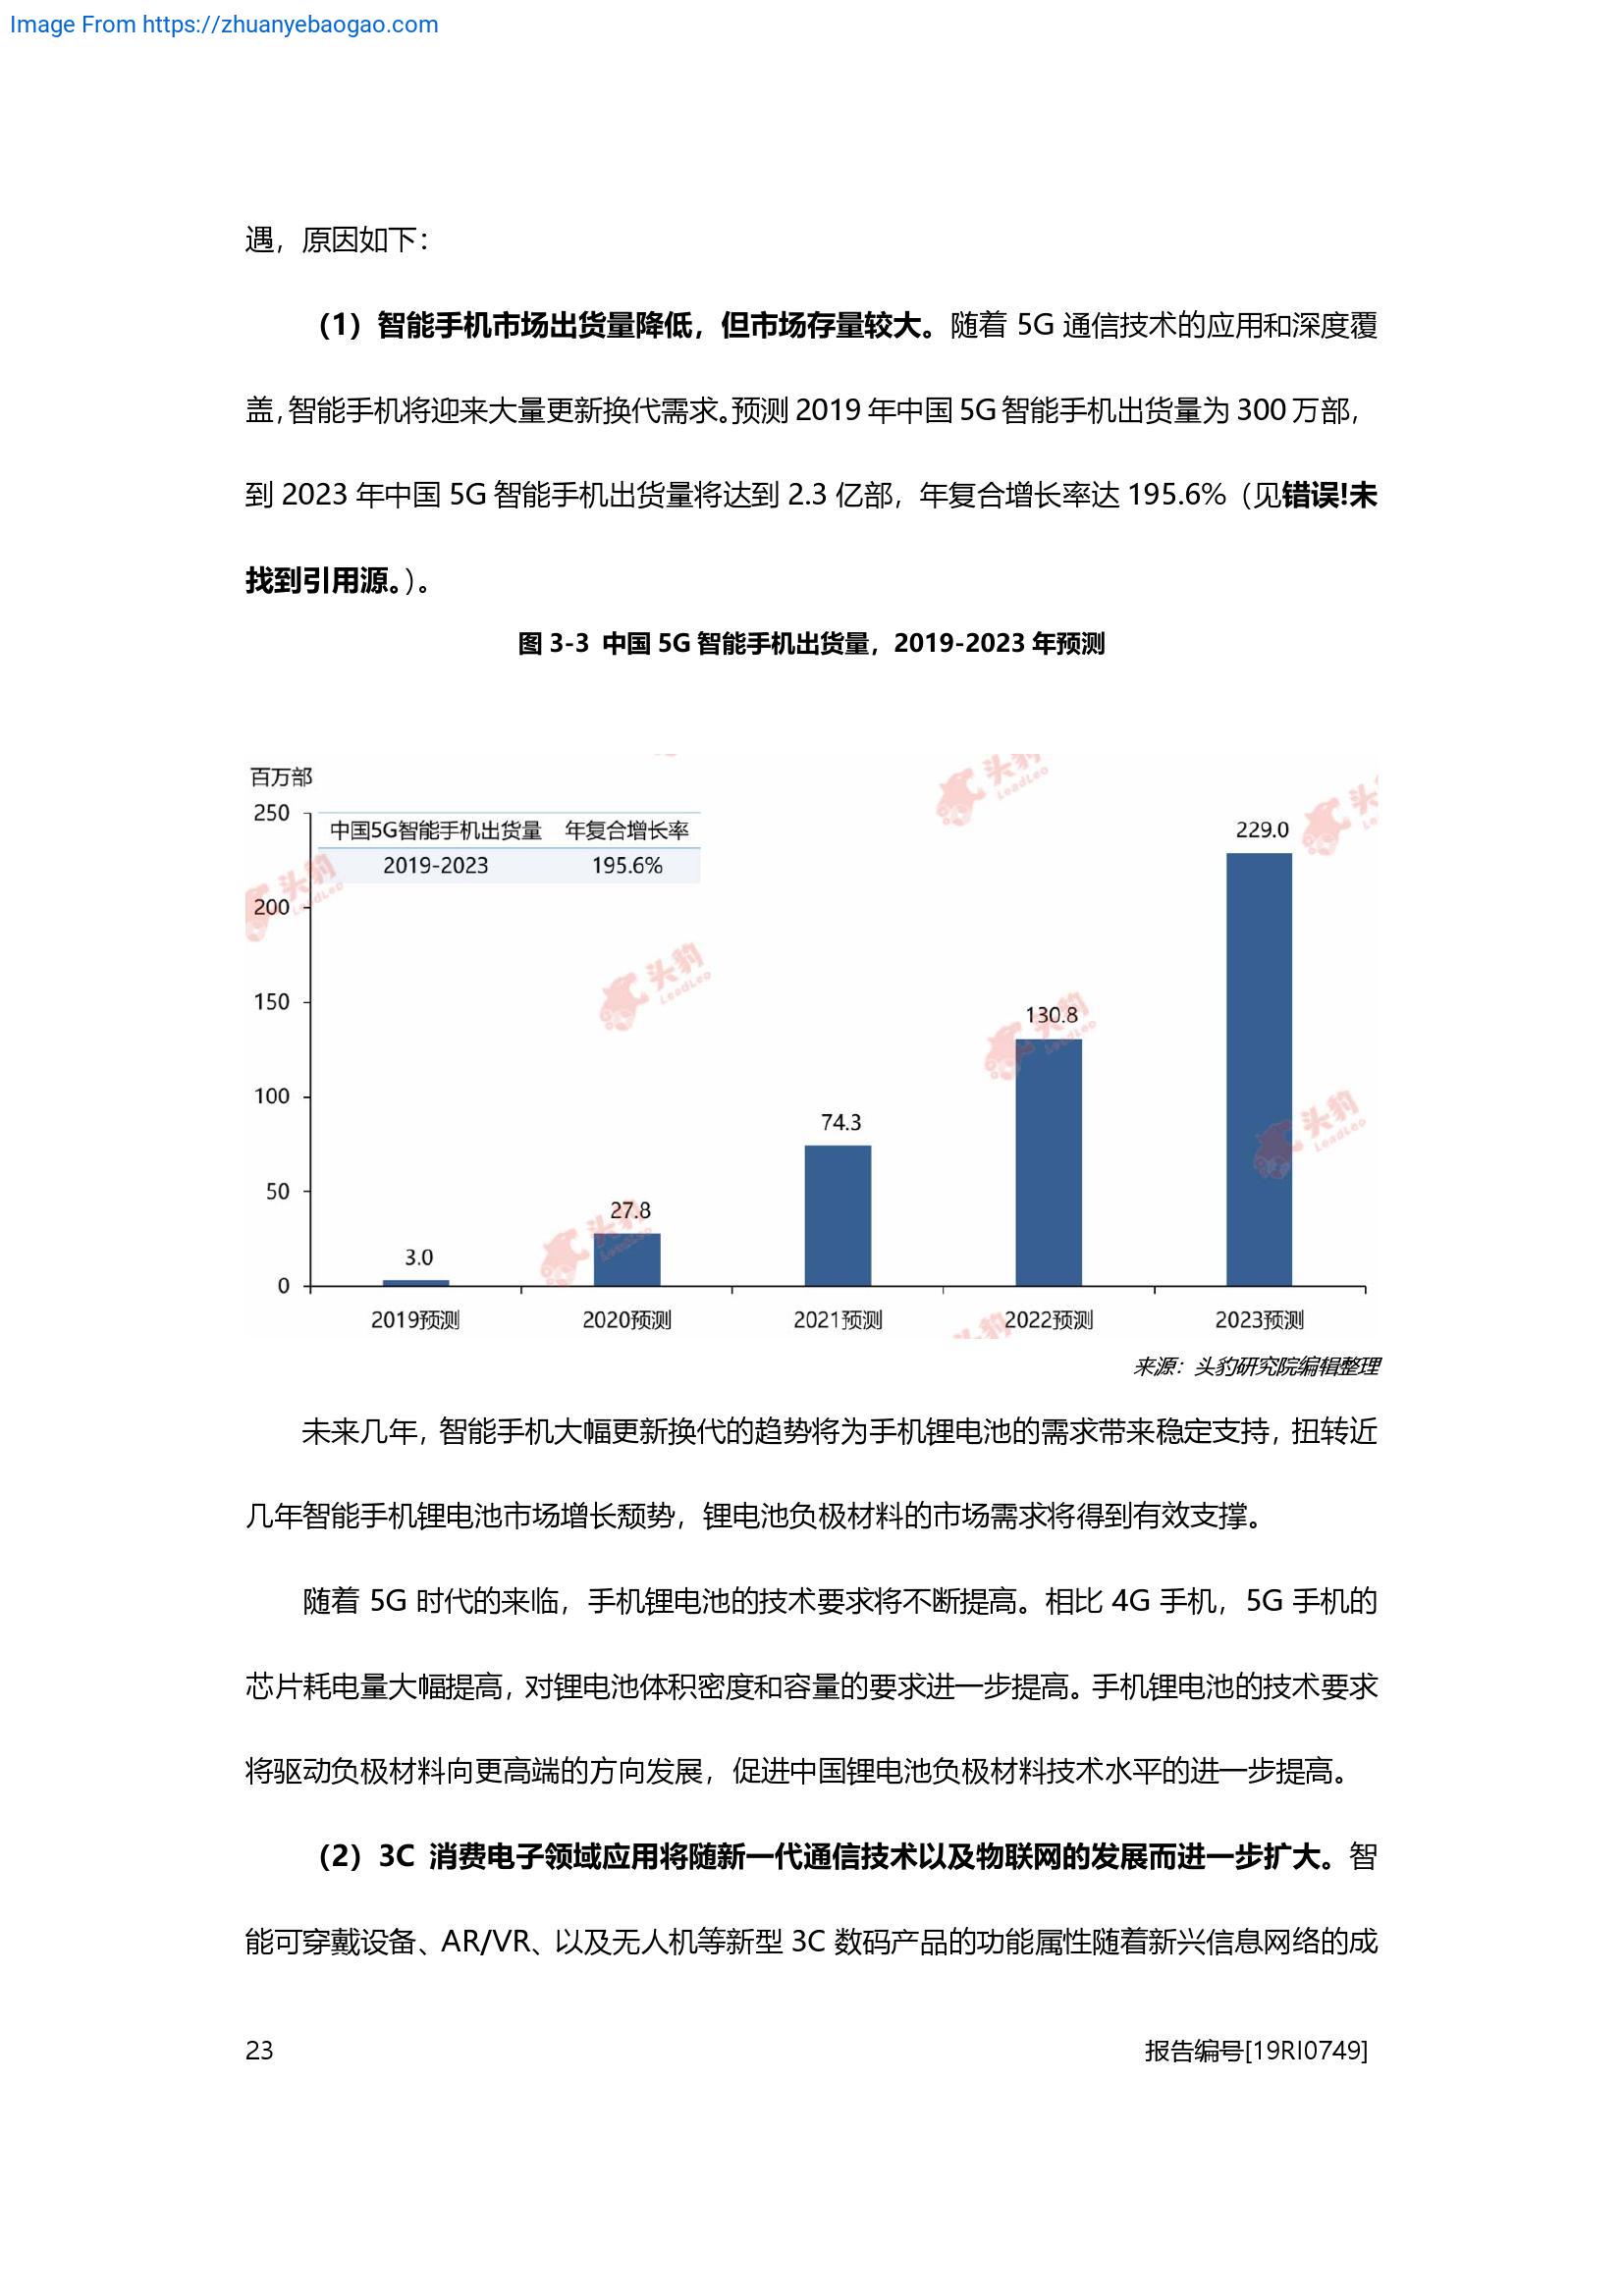 Image From https://zhuanyebaogao.com
遇，原因如下：
（1）智能手机市场出货量降低，但市场存量较大。随着 5G 通信技术的应用和深度覆
盖，智能手机将迎来大量更新换代需求。预测 2019 年中国 5G 智能手机出货量为 300 万部，
到 2023 年中国 5G 智能手机出货量将达到 2.3 亿部，年复合增长率达 195.6%（见错误!未
找到引用源。）。
图 3-3 中国 5G 智能手机出货量，2019-2023 年预测
百万部
中国5G智能手机出货量 年复合增长率
2019-2023 195.6%
250
200
150
100
50
0
3.0
27.8
74.3
130.8
229.0
2019预测 2020预测 2021预测 2022预测 2023预测
头豹 LeadLeo
来源：头豹研究院编辑整理
未来几年，智能手机大幅更新换代的趋势将为手机锂电池的需求带来稳定支持，扭转近
几年智能手机锂电池市场增长颓势，锂电池负极材料的市场需求将得到有效支撑。
随着 5G 时代的来临，手机锂电池的技术要求将不断提高。相比 4G 手机，5G 手机的
芯片耗电量大幅提高，对锂电池体积密度和容量的要求进一步提高。手机锂电池的技术要求
将驱动负极材料向更高端的方向发展，促进中国锂电池负极材料技术水平的进一步提高。
（2）3C 消费电子领域应用将随新一代通信技术以及物联网的发展而进一步扩大。智
能可穿戴设备、AR/VR、以及无人机等新型 3C 数码产品的功能属性随着新兴信息网络的成
23 报告编号[19RI0749]